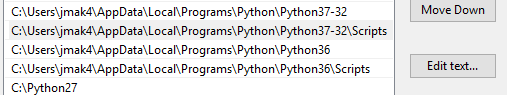 C:\Users\jmak4\AppData\Local\Programs\Python\Python37-32
C:\Users\jmak4\AppData\Local\Programs\Python\Python37-32\Scripts
C:\Users\jmak4\AppData\Local\Programs\Python\Python36
C:\Users\jmak4\AppData\Local\Programs\Python\Python36\Scripts
C:\Python27
Move Down
Edit text...